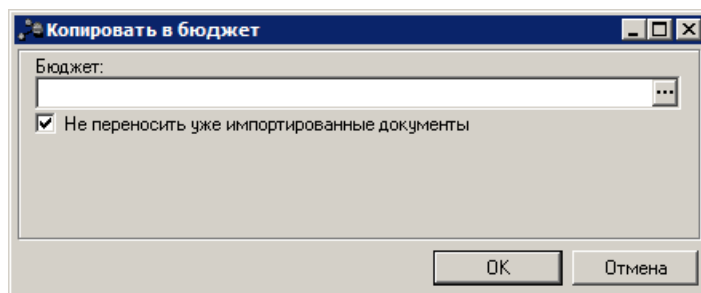 Копировать в бюджет
Бюджет:
...
Не переносить уже импортированные документы
OK
Отмена